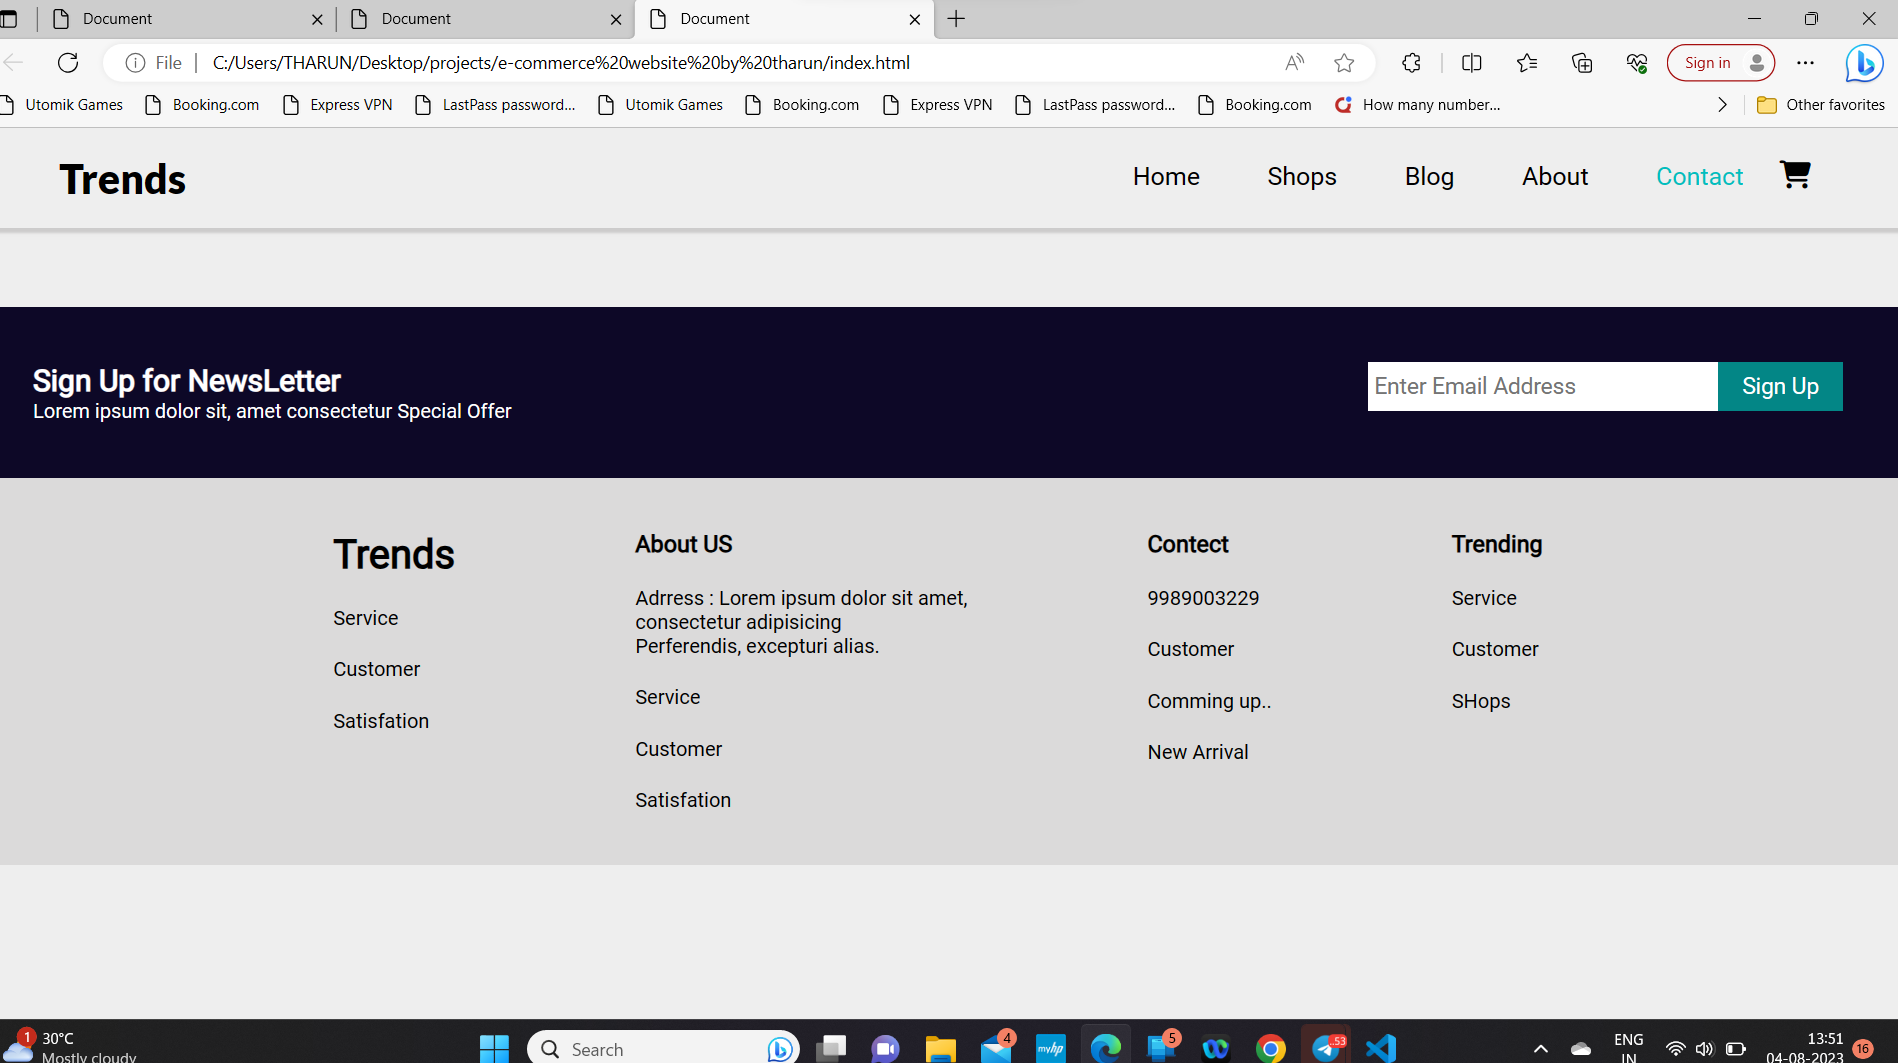 Document
Document
Document
File
C:/Users/THARUN/Desktop/projects/e-commerce%20website%20by%20tharun/index.html
Sign in
Utomik Games
Booking.com
Express VPN
LastPass password...
Utomik Games
Booking.com
Express VPN
LastPass password...
Booking.com
How many number...
Other favorites
Trends
Home
Shops
Blog
About
Contact
Sign Up for NewsLetter
Lorem ipsum dolor sit, amet consectetur Special Offer
Enter Email Address
Sign Up
Trends
Service
Customer
Satisfation
About US
Adrress : Lorem ipsum dolor sit amet,
consectetur adipisicing
Perferendis, excepturi alias.
Service
Customer
Satisfation
Contect
9989003229
Customer
Comming up..
New Arrival
Trending
Service
Customer
SHops
1
30°C
Mostly cloudy
Search
4
myhp
5
..53
ENG
IN
13:51
04-08-2023
16